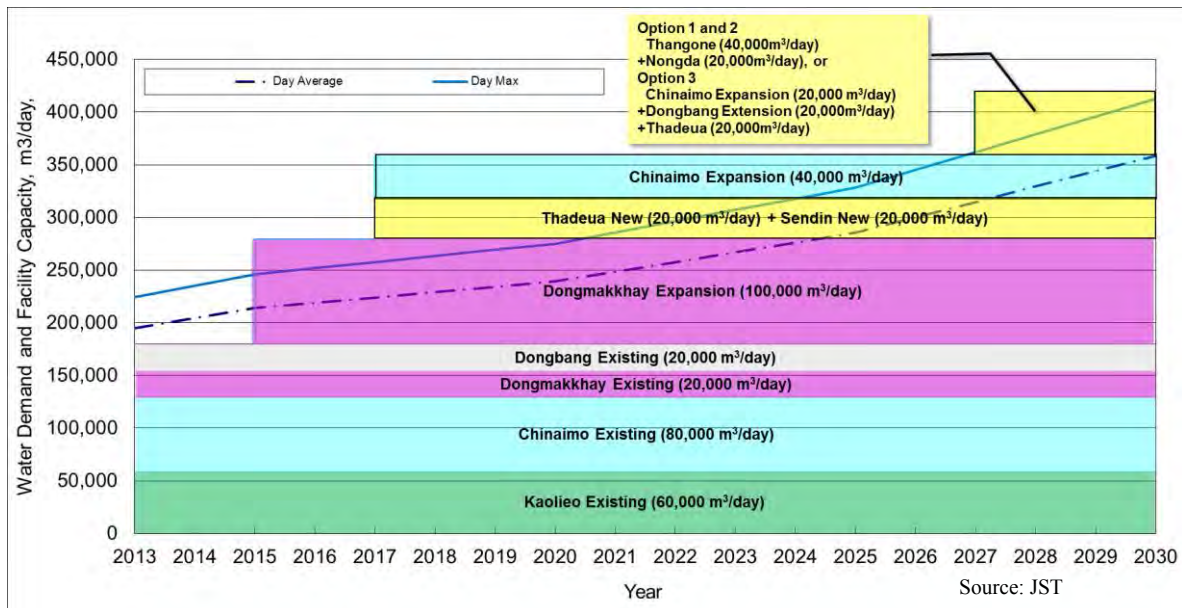 Option 1 and 2
Thangone (40,000m³/day)
+Nongda (20,000m³/day), or
Option 3
Chinaimo Expansion (20,000 m³/day)
+Dongbang Extension (20,000m³/day)
+Thadeua (20,000m³/day)
Water Demand and Facility Capacity, m3/day,
450,000
400,000
350,000
300,000
250,000
200,000
150,000
100,000
50,000
0
Day Average
Day Max
Chinaimo Expansion (40,000 m³/day)
Thadeua New (20,000 m³/day) + Sendin New (20,000 m³/day)
Dongmakkhay Expansion (100,000 m³/day)
Dongbang Existing (20,000 m³/day)
Dongmakkhay Existing (20,000 m³/day)
Chinaimo Existing (80,000 m³/day)
Kaolieo Existing (60,000 m³/day)
2013 2014 2015 2016 2017 2018 2019 2020 2021 2022 2023 2024 2025 2026 2027 2028 2029 2030
Year
Source: JST